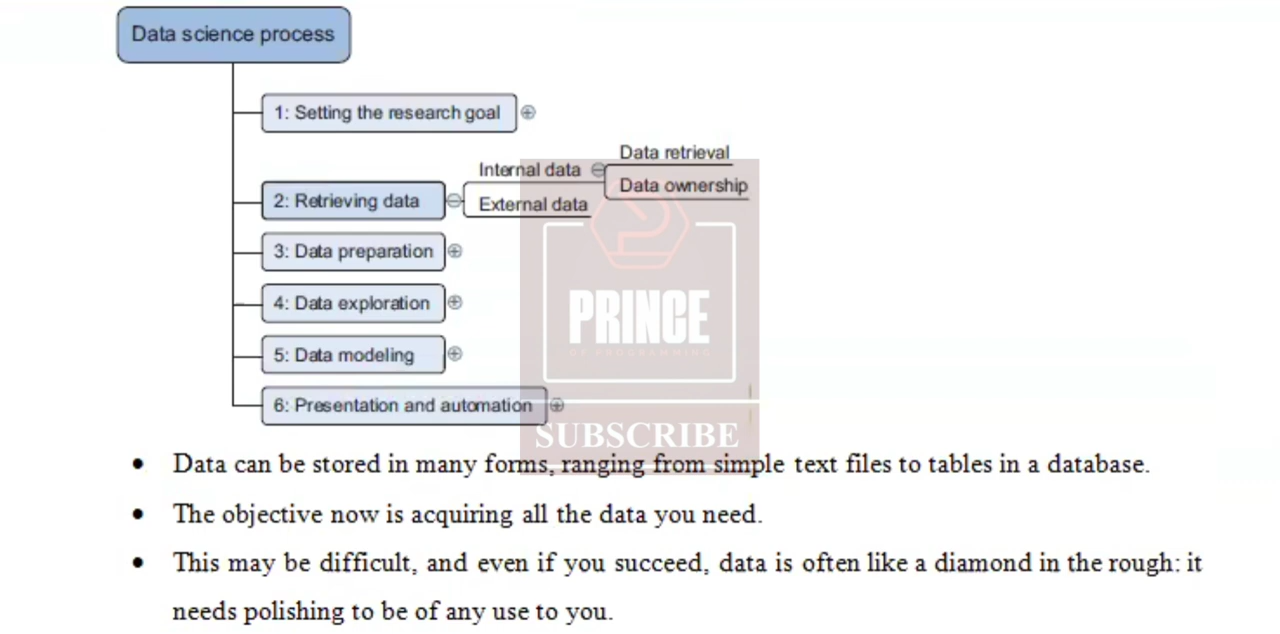 Data science process
1: Setting the research goal
Data retrieval
Internal data
Data ownership
2: Retrieving data
External data
3: Data preparation
4: Data exploration
PRINCE
OF PROGRAMMING
5: Data modeling
6: Presentation and automation
SUBSCRIBE
• Data can be stored in many forms, ranging from simple text files to tables in a database.
• The objective now is acquiring all the data you need.
• This may be difficult, and even if you succeed, data is often like a diamond in the rough: it
needs polishing to be of any use to you.